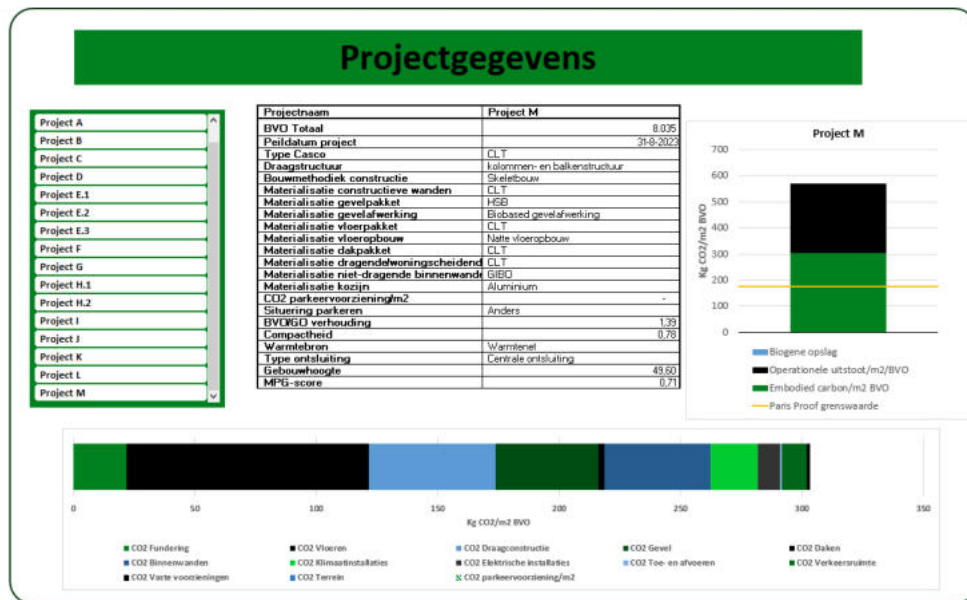 Projectgegevens
Project A
Project B
Project C
Project D
Project E.1
Project E.2
Project E.3
Project F
Project G
Project H.1
Project H.2
Project I
Project J
Project K
Project L
Project M
Projectnaam Project M
BVO Totaal 8.035
Peildatum project 31-8-2023
Type Casco CLT
Draagstructuur kolommen- en balkenstructuur
Bouwmethodiek constructie Skeletbouw
Materialisatie constructieve wanden CLT
Materialisatie gevelpakket HSB
Materialisatie gevelafwerking Biobased gevelafwerking
Materialisatie vloerpakket CLT
Materialisatie vloeropbouw Natte vloeropbouw
Materialisatie dakpakket CLT
Materialisatie dragende/woningscheidend CLT
Materialisatie niet-dragende binnenwande GIBO
Materialisatie kozijn Aluminium
CO2 parkeervoorziening/m2 -
Situering parkeren Anders
BVO/GO verhouding 1,39
Compactheid 0,78
Warmtebron Warmtenet
Type ontsluiting Centrale ontsluiting
Gebouwhoogte 49,60
MPG-score 0,71
Project M
Kg CO2/m2 BVO
700
600
500
400
300
200
100
0
Biogene opslag
Operationele uitstoot/m2/BVO
Embodied carbon/m2 BVO
Paris Proof grenswaarde
0 50 100 150 200 250 300 350
Kg CO2/m2 BVO
CO2 Fundering CO2 Vloeren CO2 Draagconstructie CO2 Gevel CO2 Daken
CO2 Binnenwanden CO2 Klimaatinstallaties CO2 Elektrische installaties CO2 Toe- en afvoeren CO2 Verkeersruimte
CO2 Vaste voorzieningen CO2 Terrein CO2 parkeervoorziening/m2